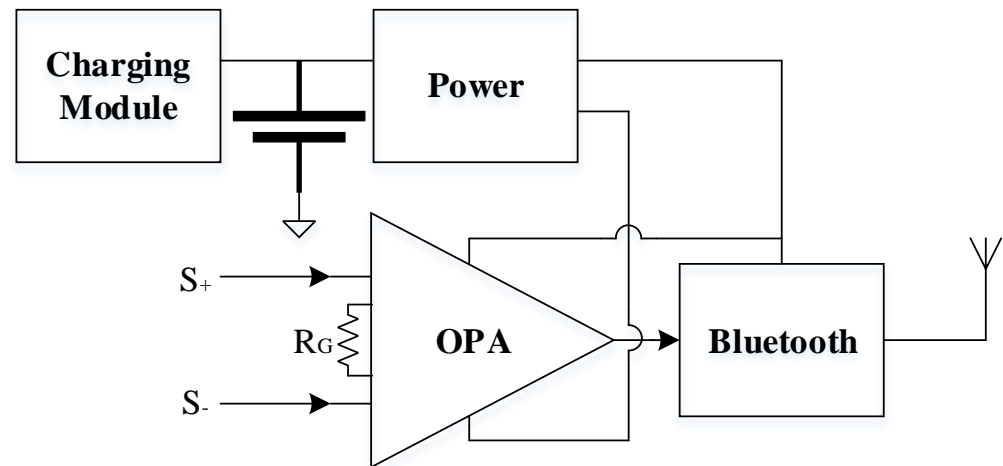 Charging
Module
Power
S+
RG
OPA
Bluetooth
S-